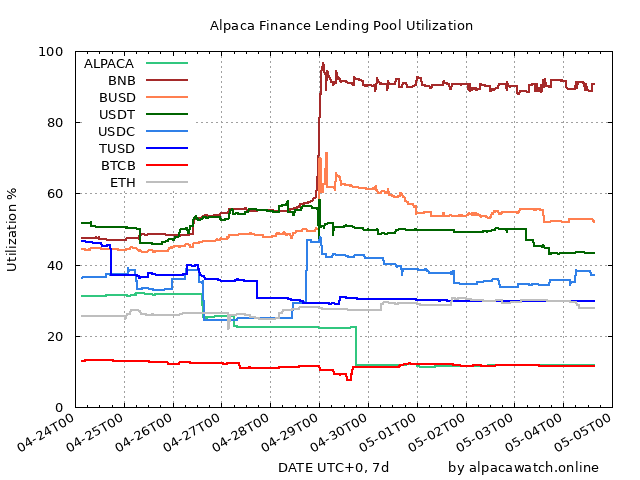 Alpaca Finance Lending Pool Utilization
100
80
60
40
20
0
Utilization %
ALPACA
BNB
BUSD
USDT
USDC
TUSD
BTCB
ETH
04-24T00
04-25T00
04-26T00
04-27T00
04-28T00
04-29T00
04-30T00
05-01T00
05-02T00
05-03T00
05-04T00
05-05T00
DATE UTC+0, 7d
by alpacawatch.online